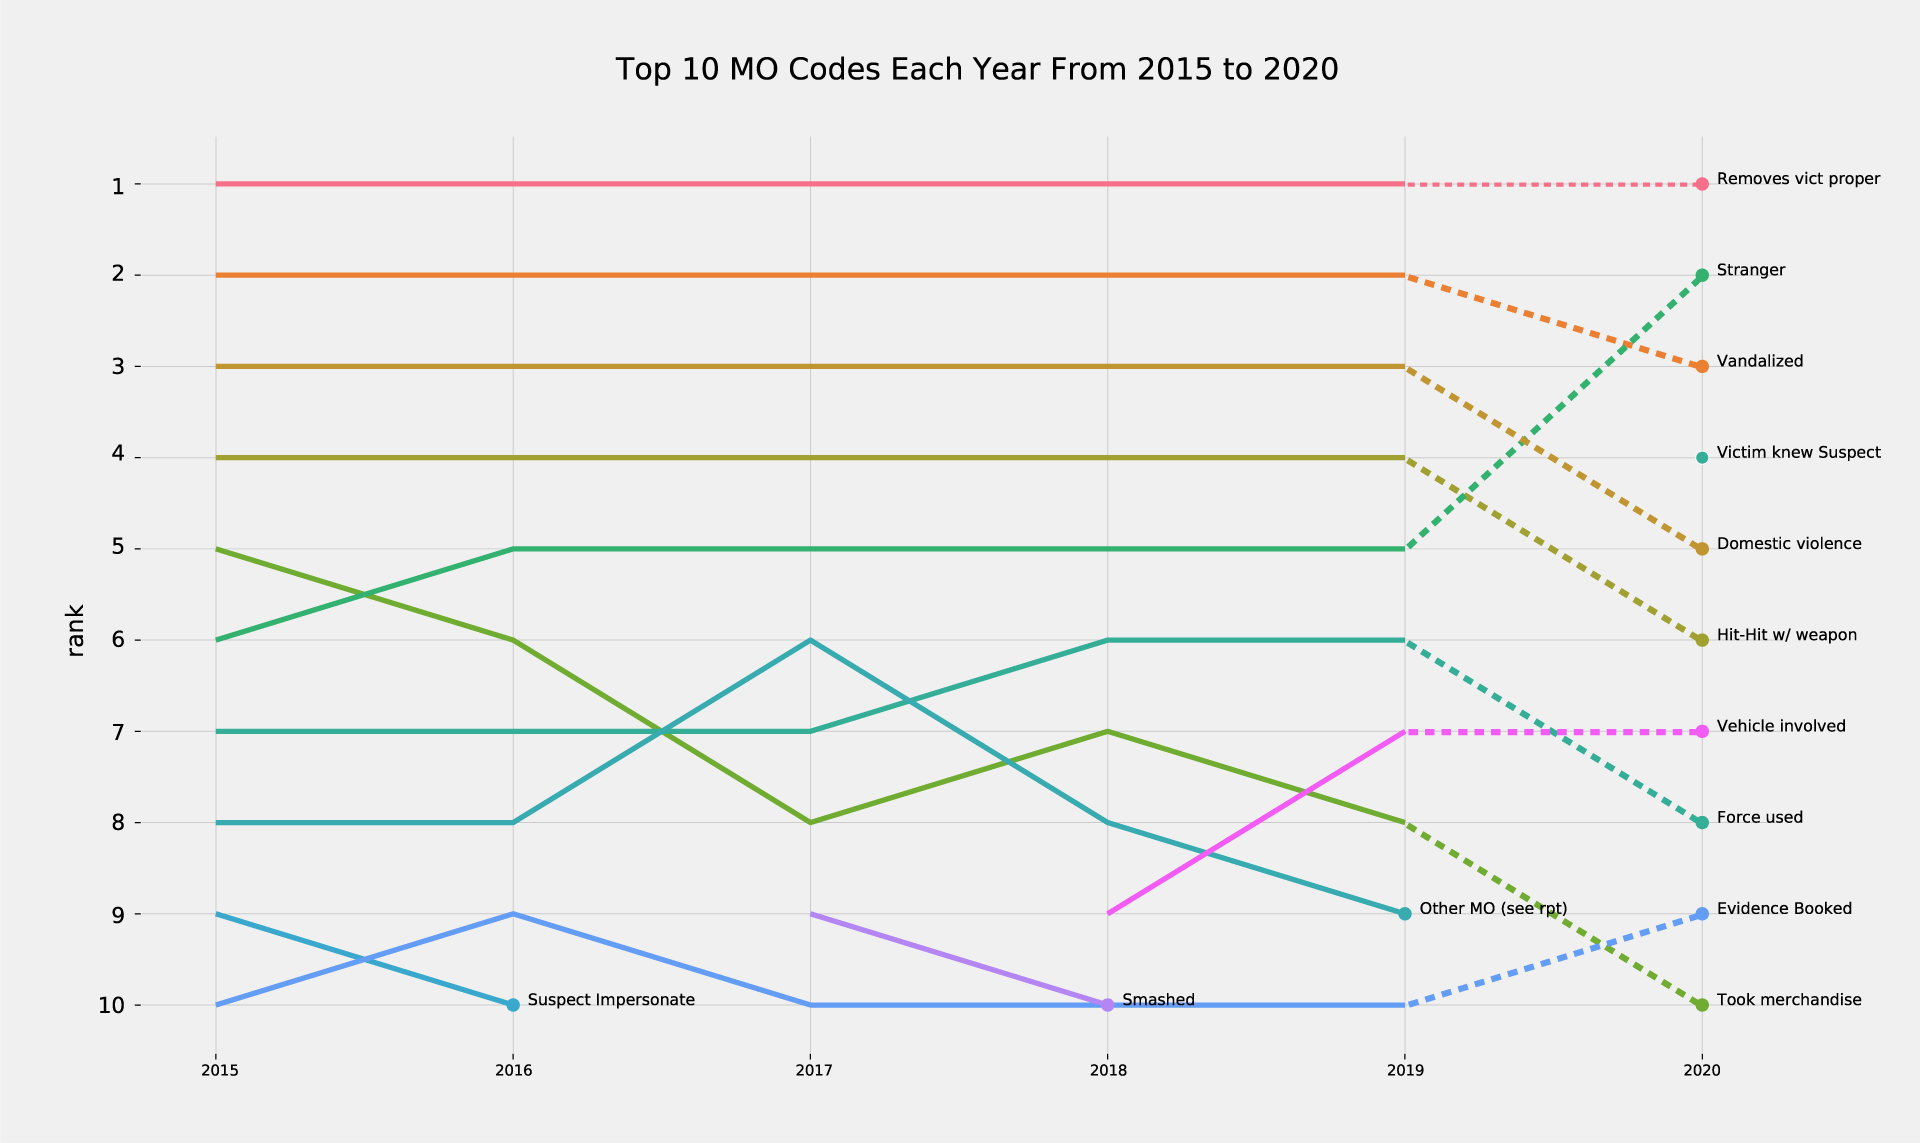 Top 10 MO Codes Each Year From 2015 to 2020
rank
1
2
3
4
5
6
7
8
9
10
Removes vict proper
Stranger
Vandalized
Victim knew Suspect
Domestic violence
Hit-Hit w/ weapon
Vehicle involved
Force used
Other MO (see rpt)
Evidence Booked
Suspect Impersonate
Smashed
Took merchandise
2015
2016
2017
2018
2019
2020